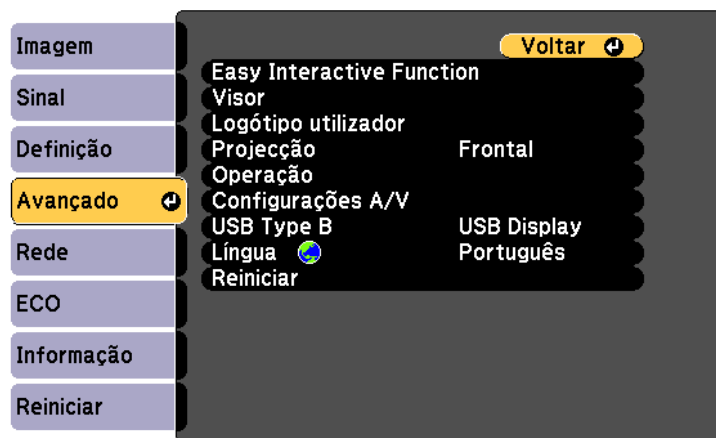 Imagem
Sinal
Definição
Avançado
Rede
ECO
Informação
Reiniciar
Voltar
Easy Interactive Function
Visor
Logótipo utilizador
Projecção Frontal
Operação
Configurações A/V
USB Type B USB Display
Língua Português
Reiniciar